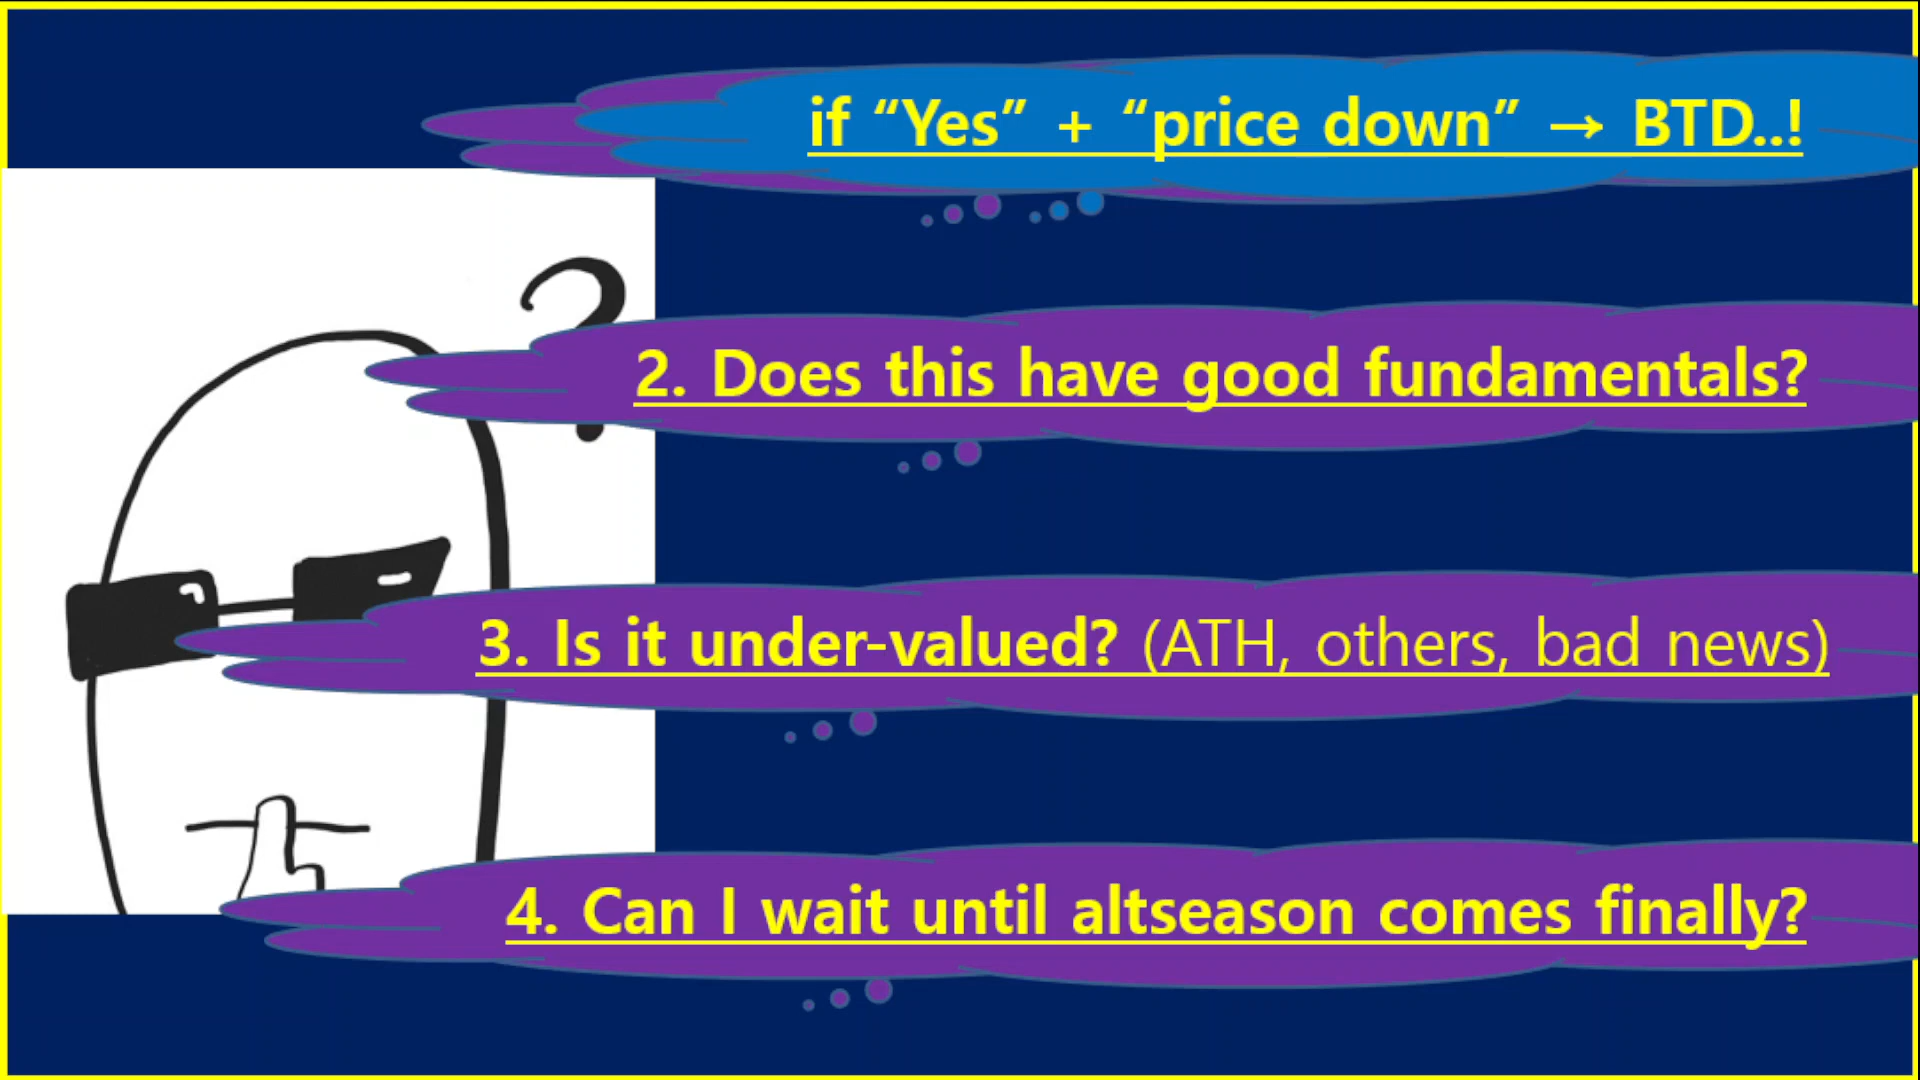 if “Yes” + “price down” → BTD..!
2. Does this have good fundamentals?
3. Is it under-valued? (ATH, others, bad news)
4. Can I wait until altseason comes finally?
?